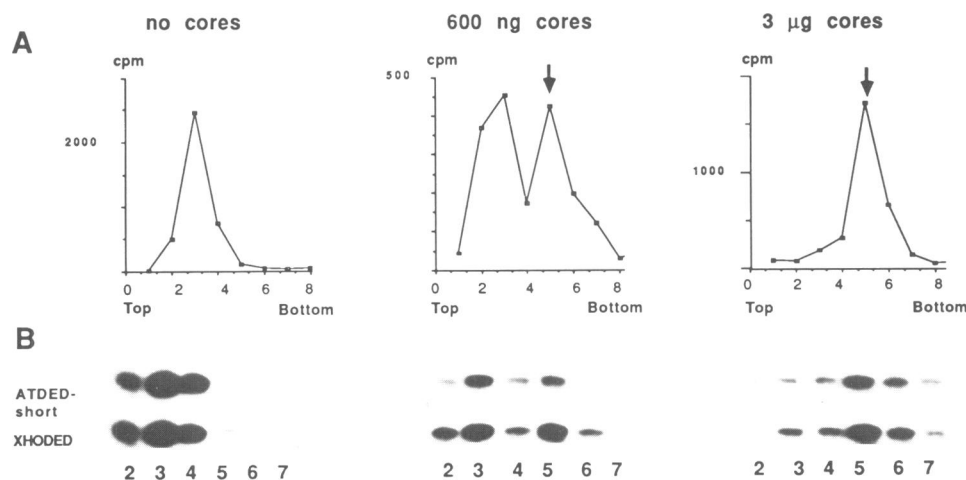 no cores
600 ng cores
3 µg cores
A
cpm
2000
0 2 4 6 8
Top Bottom
cpm
500
0 2 4 6 8
Top Bottom
cpm
1000
0 2 4 6 8
Top Bottom
B
ATDED-
short
XHODED
2 3 4 5 6 7
2 3 4 5 6 7
2 3 4 5 6 7